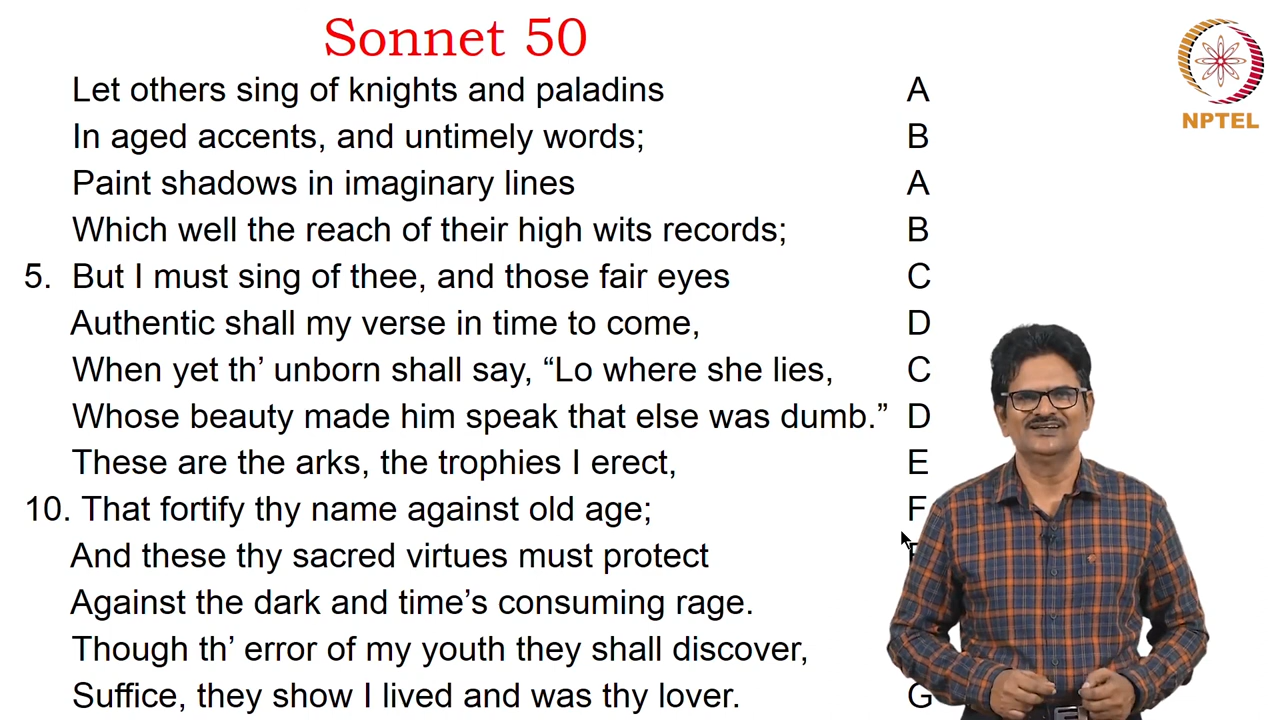 Sonnet 50
NPTEL
Let others sing of knights and paladins A
In aged accents, and untimely words; B
Paint shadows in imaginary lines A
Which well the reach of their high wits records; B
5. But I must sing of thee, and those fair eyes C
Authentic shall my verse in time to come, D
When yet th’ unborn shall say, “Lo where she lies, C
Whose beauty made him speak that else was dumb.” D
These are the arks, the trophies I erect, E
10. That fortify thy name against old age; F
And these thy sacred virtues must protect
Against the dark and time’s consuming rage.
Though th’ error of my youth they shall discover,
Suffice, they show I lived and was thy lover. G